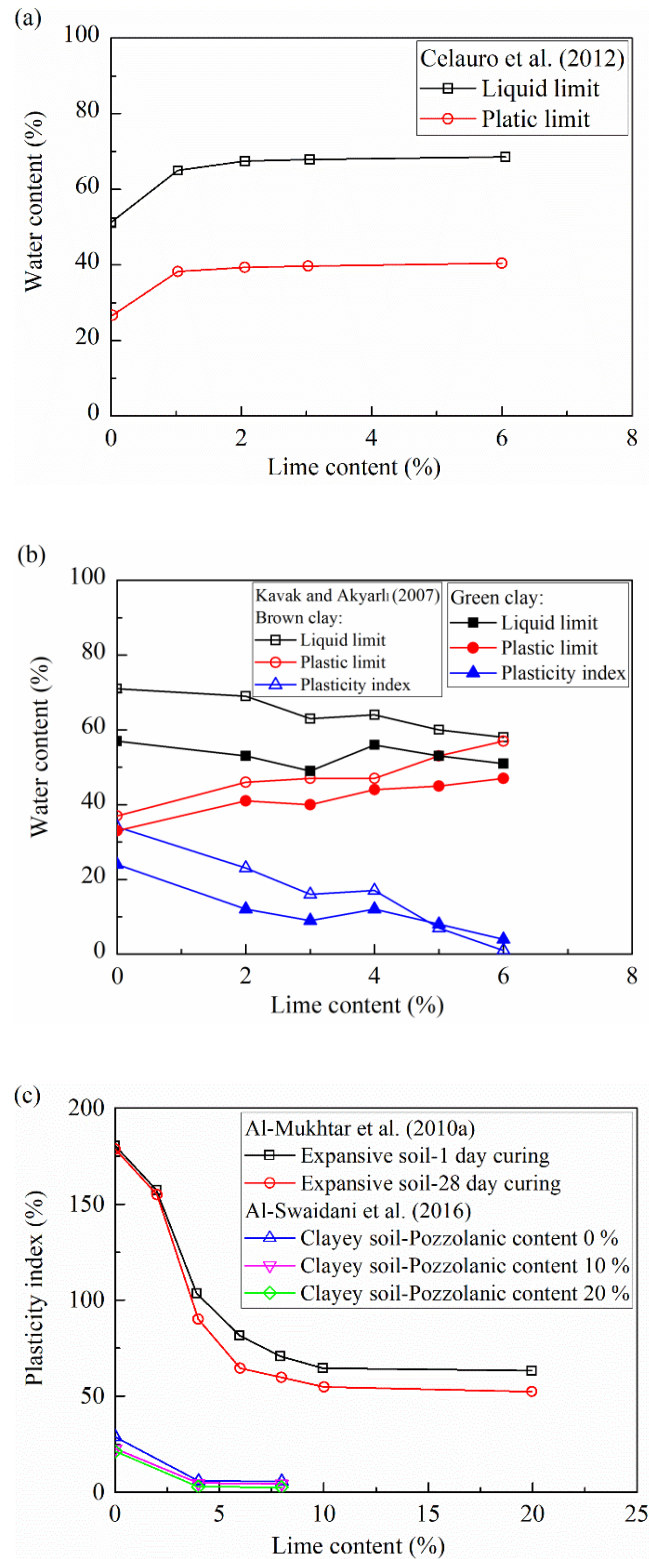 (a)
100
80
60
40
20
0
Water content (%)
Celauro et al. (2012)
Liquid limit
Platic limit
0 2 4 6 8
Lime content (%)
(b)
100
80
60
40
20
0
Water content (%)
Kavak and Akyarlı (2007)
Brown clay:
Liquid limit
Plastic limit
Plasticity index
Green clay:
Liquid limit
Plastic limit
Plasticity index
0 2 4 6 8
Lime content (%)
(c)
200
150
100
50
0
Plasticity index (%)
Al-Mukhtar et al. (2010a)
Expansive soil-1 day curing
Expansive soil-28 day curing
Al-Swaidani et al. (2016)
Clayey soil-Pozzolanic content 0 %
Clayey soil-Pozzolanic content 10 %
Clayey soil-Pozzolanic content 20 %
0 5 10 15 20 25
Lime content (%)